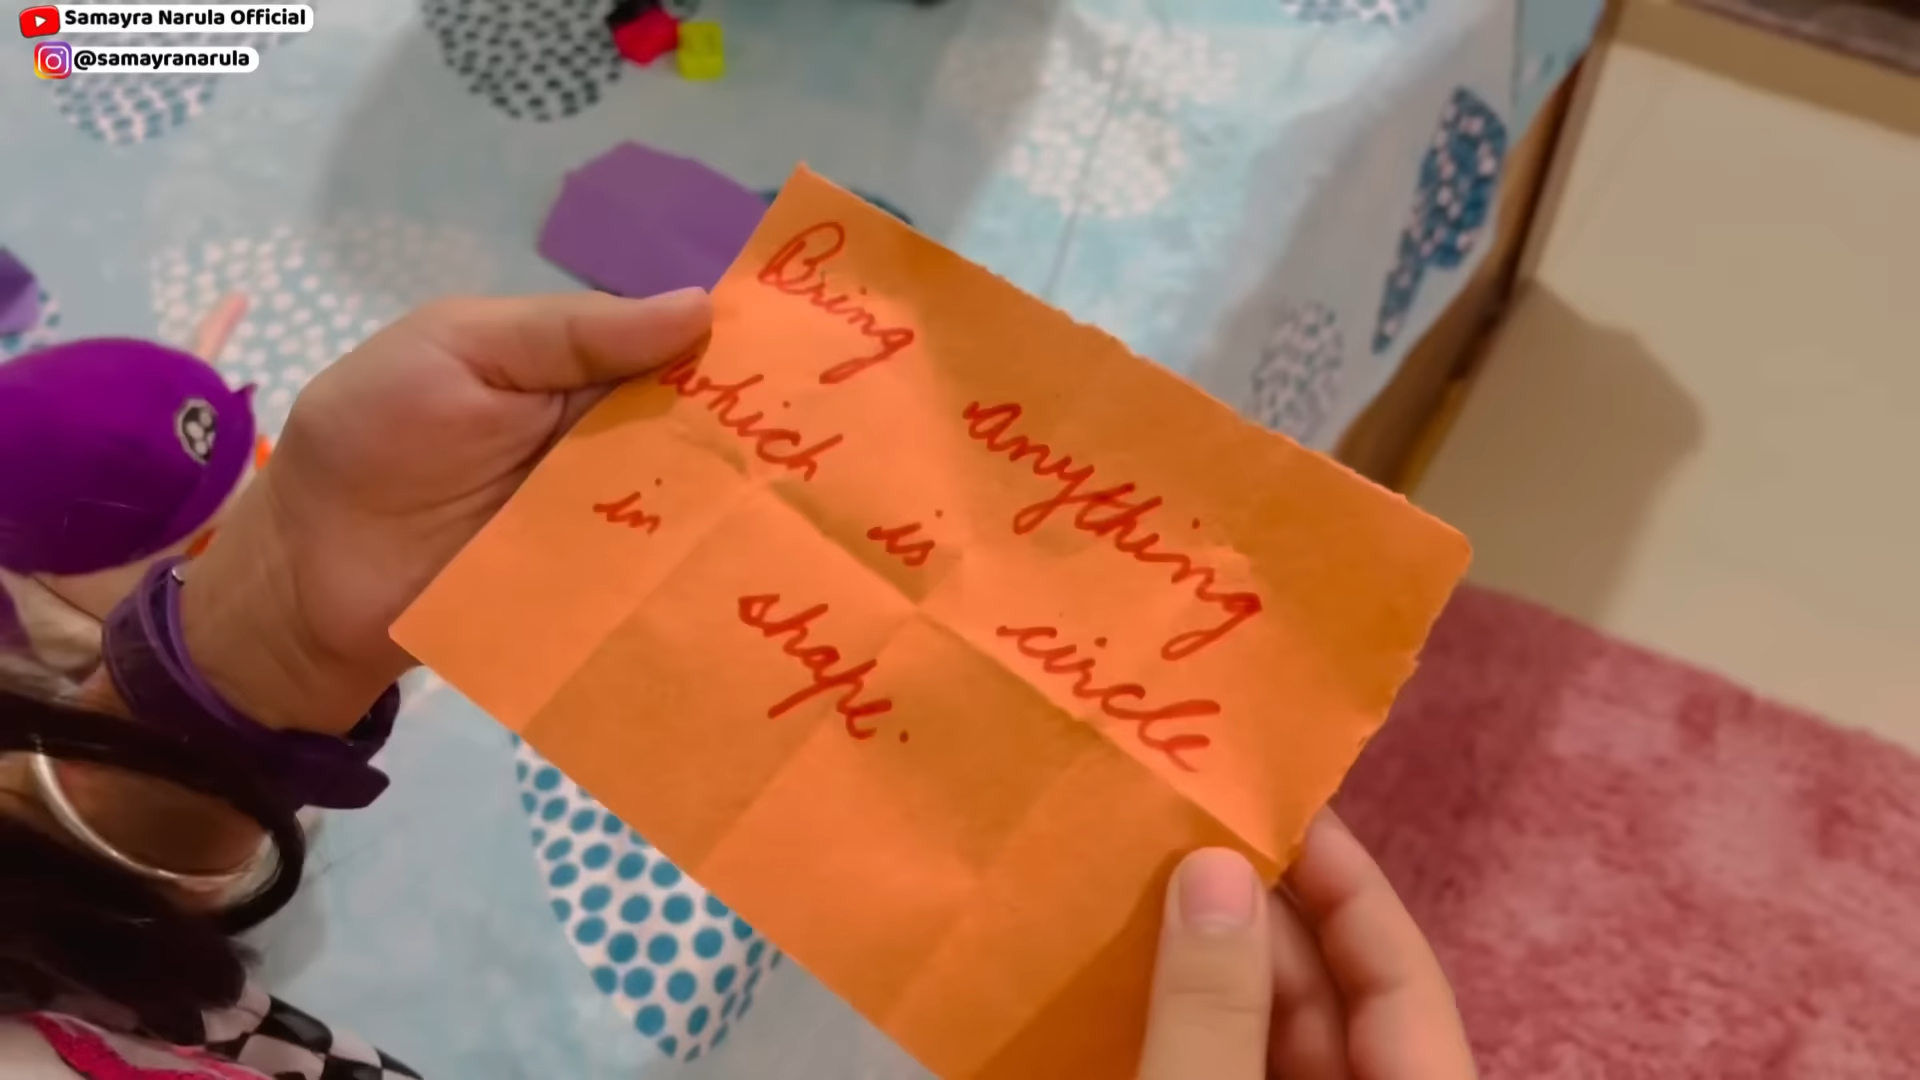 Samayra Narula Official
@samayranarula
Bring anything
which is circle
in shape.